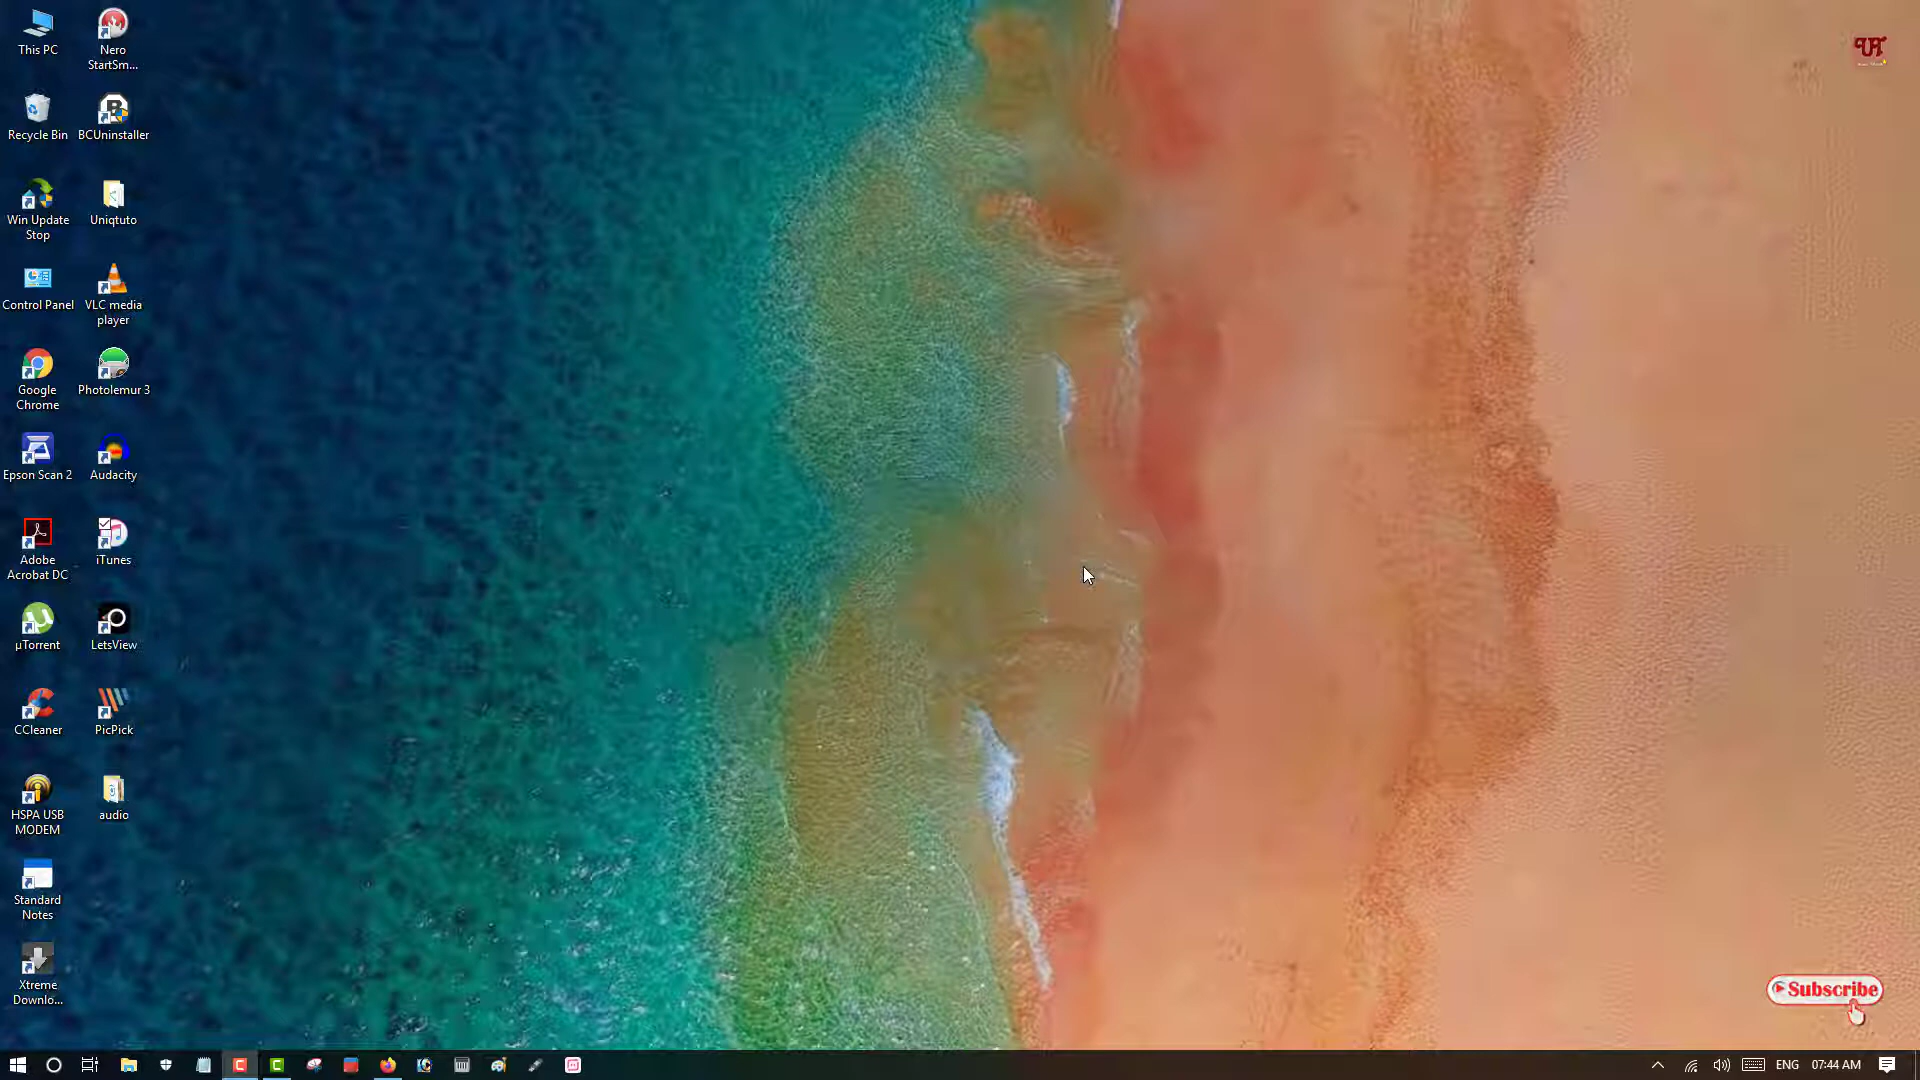 This PC
Nero
StartSm...
Recycle Bin
BCUninstaller
Win Update
Stop
Uniqtuto
Control Panel
VLC media
player
Google
Chrome
Photolemur 3
Epson Scan 2
Audacity
Adobe
Acrobat DC
iTunes
µTorrent
LetsView
CCleaner
PicPick
HSPA USB
MODEM
audio
Standard
Notes
Xtreme
Downlo...
Subscribe
ENG
07:44 AM